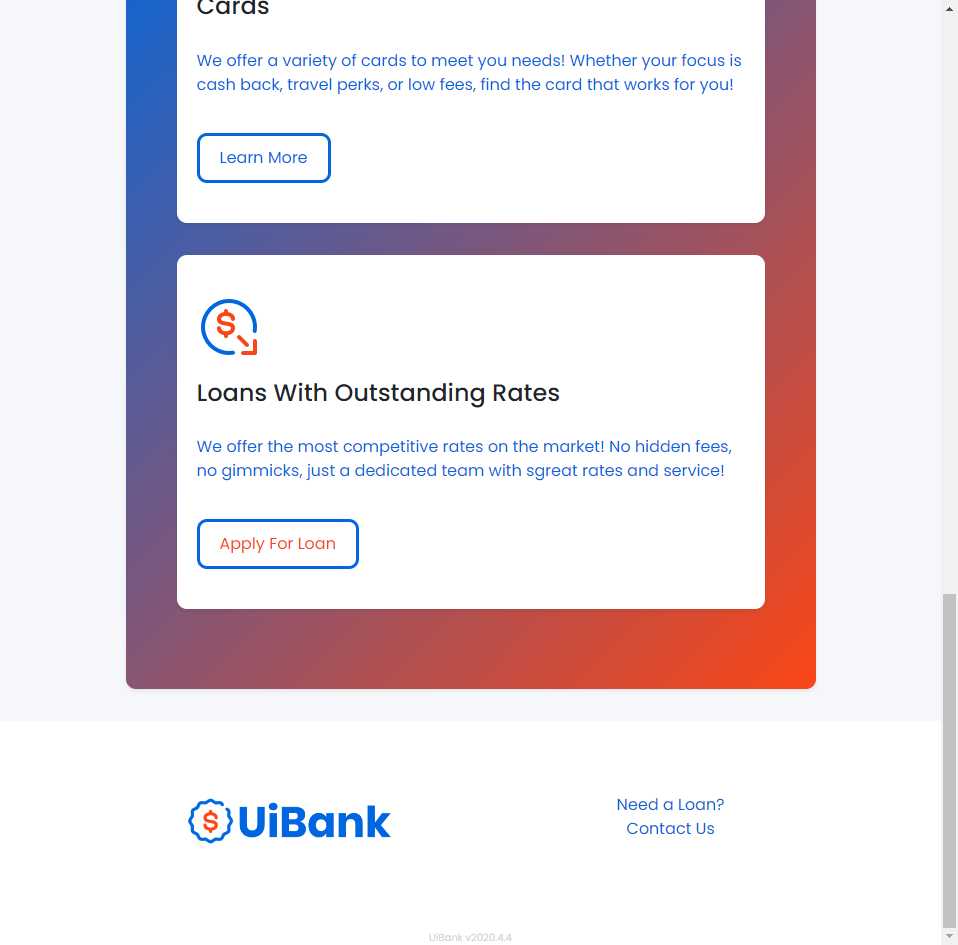 Cards
We offer a variety of cards to meet you needs! Whether your focus is
cash back, travel perks, or low fees, find the card that works for you!
Learn More
$
Loans With Outstanding Rates
We offer the most competitive rates on the market! No hidden fees,
no gimmicks, just a dedicated team with sgreat rates and service!
Apply For Loan
$ UiBank
Need a Loan?
Contact Us
UiBank v2020.4.4